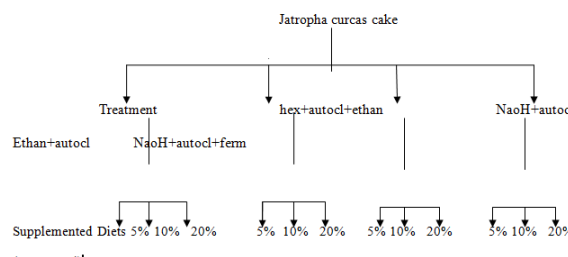 Jatropha curcas cake
Treatment hex+autocl+ethan NaoH+autoc
Ethan+autocl NaoH+autocl+ferm
Supplemented Diets 5% 10% 20% 5% 10% 20% 5% 10% 20% 5% 10% 20%